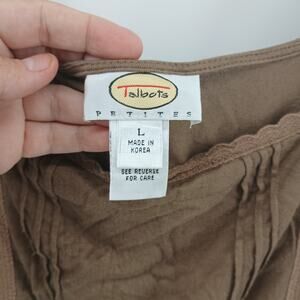 Talbots
PETITES
L
MADE IN
KOREA
SEE REVERSE
FOR CARE